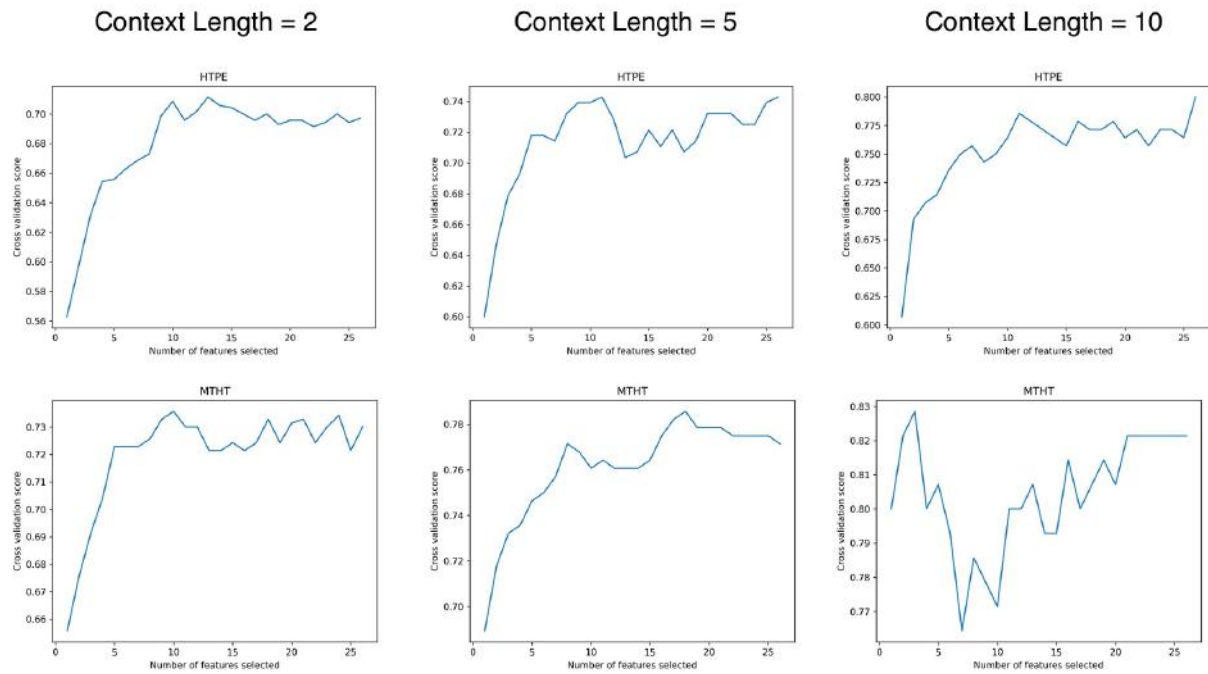 Context Length = 2
Context Length = 5
Context Length = 10
HTPE
Cross validation score
0.70
0.68
0.66
0.64
0.62
0.60
0.58
0.56
0 5 10 15 20 25
Number of features selected
HTPE
Cross validation score
0.74
0.72
0.70
0.68
0.66
0.64
0.62
0.60
0 5 10 15 20 25
Number of features selected
HTPE
Cross validation score
0.800
0.775
0.750
0.725
0.700
0.675
0.650
0.625
0.600
0 5 10 15 20 25
Number of features selected
MTHT
Cross validation score
0.73
0.72
0.71
0.70
0.69
0.68
0.67
0.66
0 5 10 15 20 25
Number of features selected
MTHT
Cross validation score
0.78
0.76
0.74
0.72
0.70
0 5 10 15 20 25
Number of features selected
MTHT
Cross validation score
0.83
0.82
0.81
0.80
0.79
0.78
0.77
0 5 10 15 20 25
Number of features selected